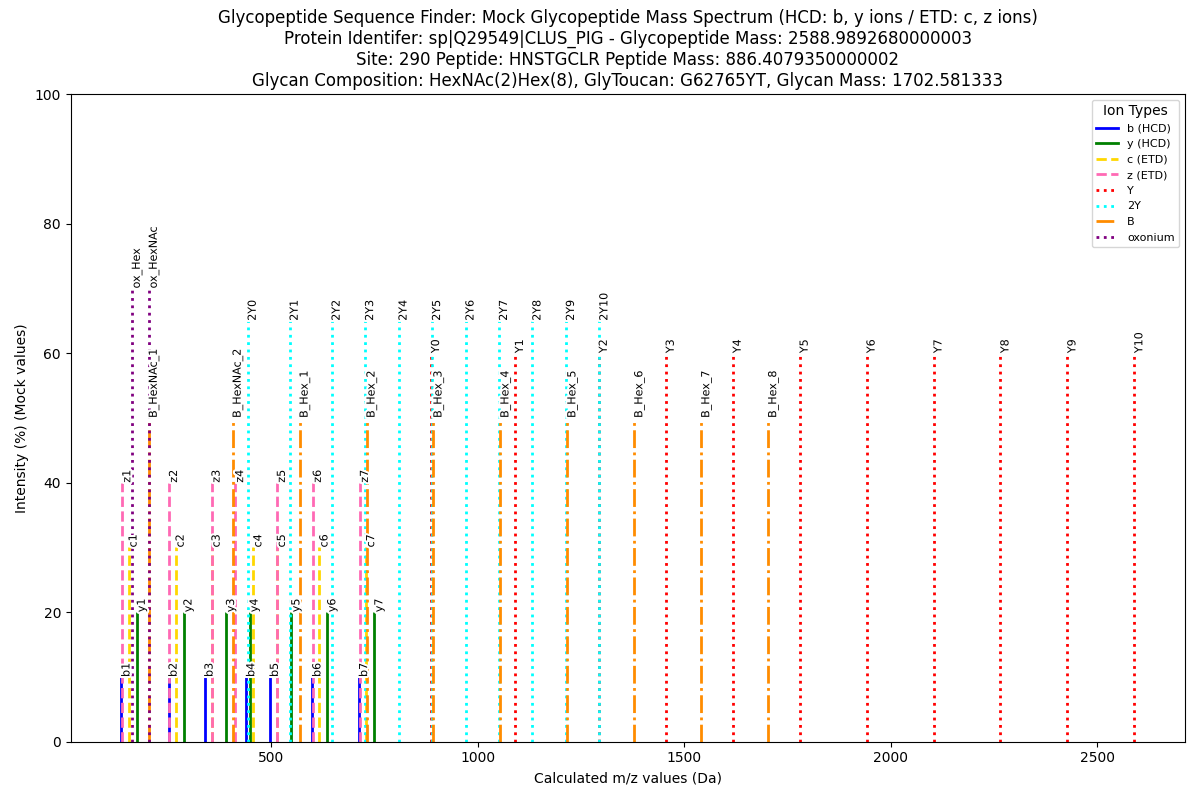 Glycopeptide Sequence Finder: Mock Glycopeptide Mass Spectrum (HCD: b, y ions / ETD: c, z ions)
Protein Identifer: sp|Q29549|CLUS_PIG - Glycopeptide Mass: 2588.9892680000003
Site: 290 Peptide: HNSTGCLR Peptide Mass: 886.4079350000002
Glycan Composition: HexNAc(2)Hex(8), GlyToucan: G62765YT, Glycan Mass: 1702.581333
100
80
60
40
20
0
Intensity (%) (Mock values)
Ion Types
b (HCD)
y (HCD)
c (ETD)
z (ETD)
Y
2Y
B
oxonium
ox_Hex
ox_HexNAc
2Y0
2Y1
2Y2
2Y3
2Y4
2Y5
2Y6
2Y7
2Y8
2Y9
2Y10
Y0
Y1
Y2
Y3
Y4
Y5
Y6
Y7
Y8
Y9
Y10
B_HexNAc_1
B_HexNAc_2
B_Hex_1
B_Hex_2
B_Hex_3
B_Hex_4
B_Hex_5
B_Hex_6
B_Hex_7
B_Hex_8
z1
z2
z3
z4
z5
z6
z7
c1
c2
c3
c4
c5
c6
c7
y1
y2
y3
y4
y5
y6
y7
b1
b2
b3
b4
b5
b6
b7
500
1000
1500
2000
2500
Calculated m/z values (Da)